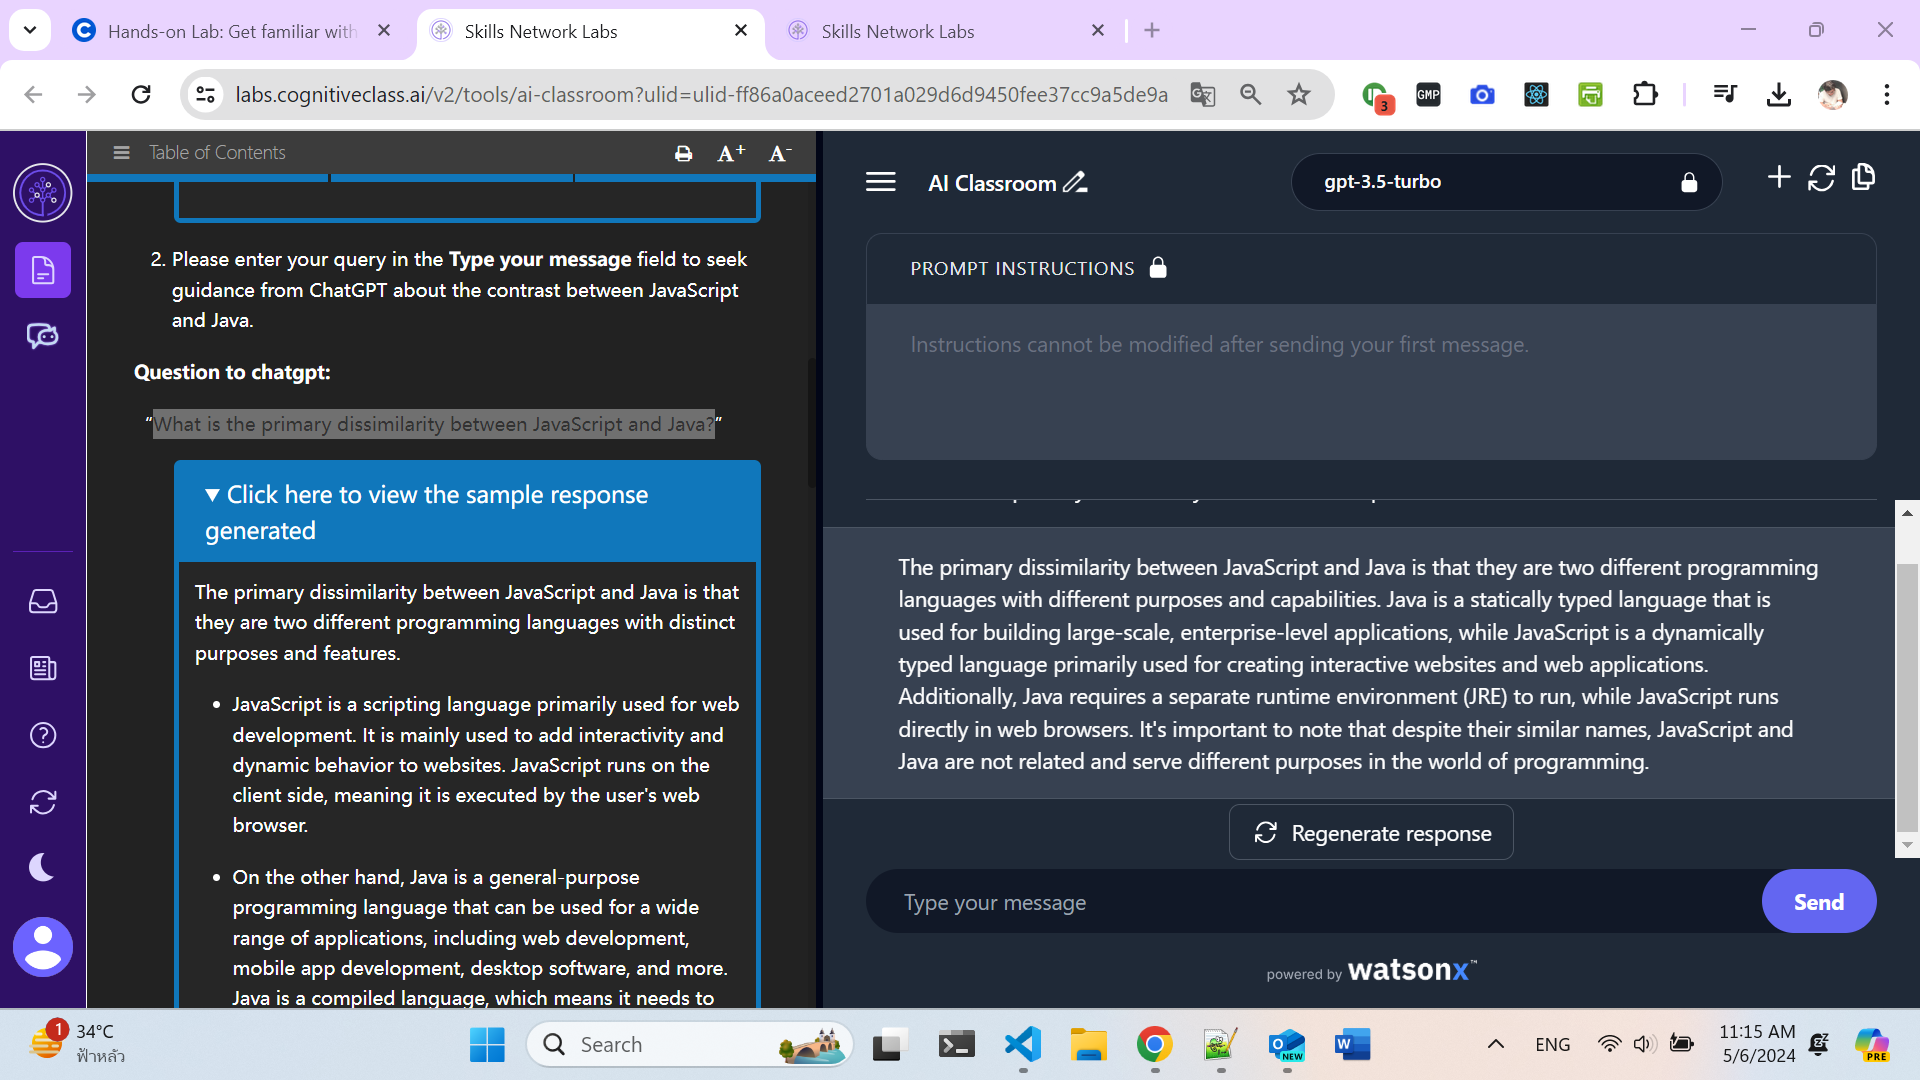 Hands-on Lab: Get familiar with
Skills Network Labs
Skills Network Labs
labs.cognitiveclass.ai/v2/tools/ai-classroom?ulid=ulid-ff86a0aceed2701a029d6d9450fee37cc9a5de9a
3
GMP
Table of Contents
A+
A-
2. Please enter your query in the Type your message field to seek
guidance from ChatGPT about the contrast between JavaScript
and Java.
Question to chatgpt:
“What is the primary dissimilarity between JavaScript and Java?”
▼ Click here to view the sample response
generated
The primary dissimilarity between JavaScript and Java is that
they are two different programming languages with distinct
purposes and features.
• JavaScript is a scripting language primarily used for web
development. It is mainly used to add interactivity and
dynamic behavior to websites. JavaScript runs on the
client side, meaning it is executed by the user's web
browser.
• On the other hand, Java is a general-purpose
programming language that can be used for a wide
range of applications, including web development,
mobile app development, desktop software, and more.
Java is a compiled language, which means it needs to
AI Classroom
gpt-3.5-turbo
PROMPT INSTRUCTIONS
Instructions cannot be modified after sending your first message.
The primary dissimilarity between JavaScript and Java is that they are two different programming
languages with different purposes and capabilities. Java is a statically typed language that is
used for building large-scale, enterprise-level applications, while JavaScript is a dynamically
typed language primarily used for creating interactive websites and web applications.
Additionally, Java requires a separate runtime environment (JRE) to run, while JavaScript runs
directly in web browsers. It's important to note that despite their similar names, JavaScript and
Java are not related and serve different purposes in the world of programming.
Regenerate response
Type your message
Send
powered by watsonx™
1
34°C
ฟ้าหลัว
Search
NEW
W
ENG
11:15 AM
5/6/2024
PRE